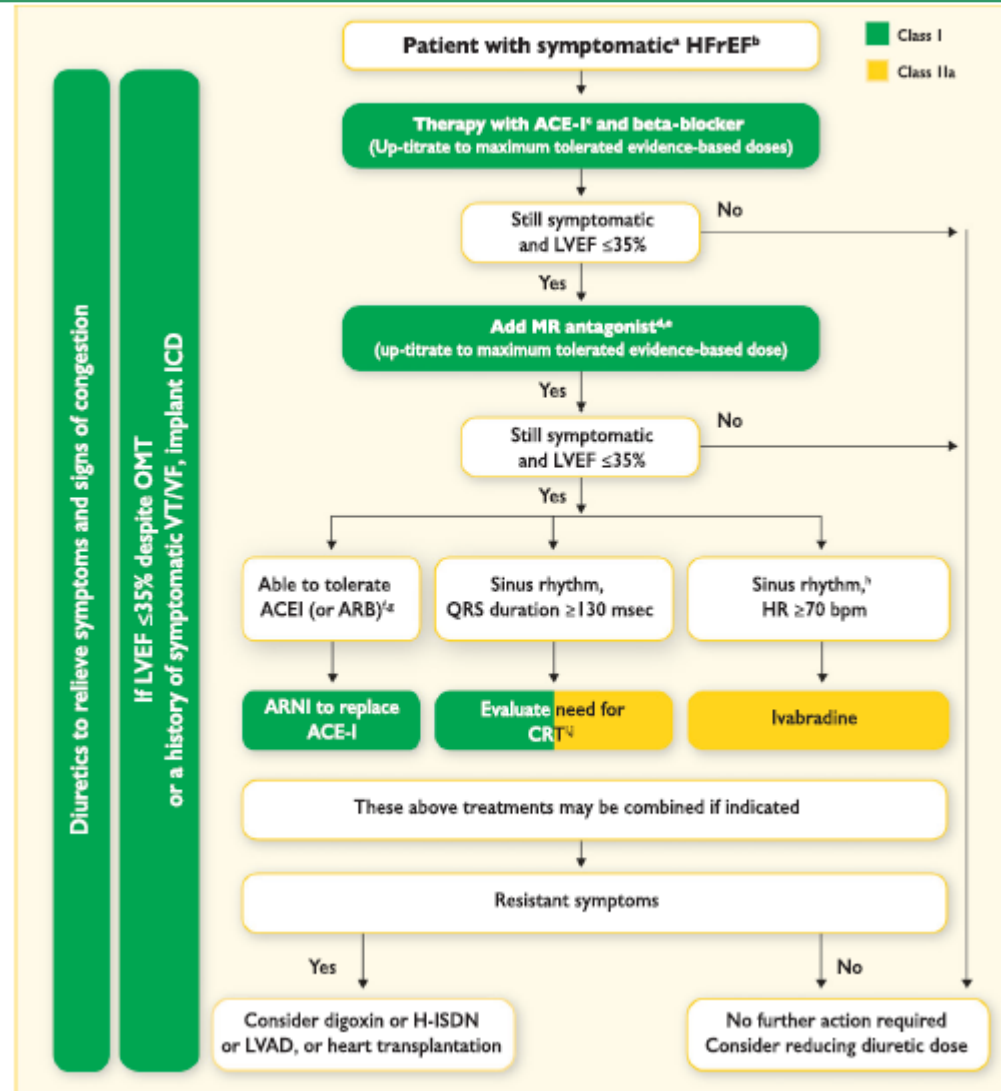 Patient with symptomaticᵃ HFrEFᵇ
Class I
Class IIa
Therapy with ACE-Iᶜ and beta-blocker
(Up-titrate to maximum tolerated evidence-based doses)
Still symptomatic
and LVEF ≤35%
No
Yes
Add MR antagonistᵈ,ᵉ
(up-titrate to maximum tolerated evidence-based dose)
Yes
Still symptomatic
and LVEF ≤35%
No
Yes
Able to tolerate
ACEI (or ARB)ᶠ,ᵍ
Sinus rhythm,
QRS duration ≥130 msec
Sinus rhythm,ʰ
HR ≥70 bpm
ARNI to replace
ACE-I
Evaluate need for
CRTⁱ,ʲ
Ivabradine
These above treatments may be combined if indicated
Resistant symptoms
Yes
No
Consider digoxin or H-ISDN
or LVAD, or heart transplantation
No further action required
Consider reducing diuretic dose
Diuretics to relieve symptoms and signs of congestion
If LVEF ≤35% despite OMT
or a history of symptomatic VT/VF, implant ICD